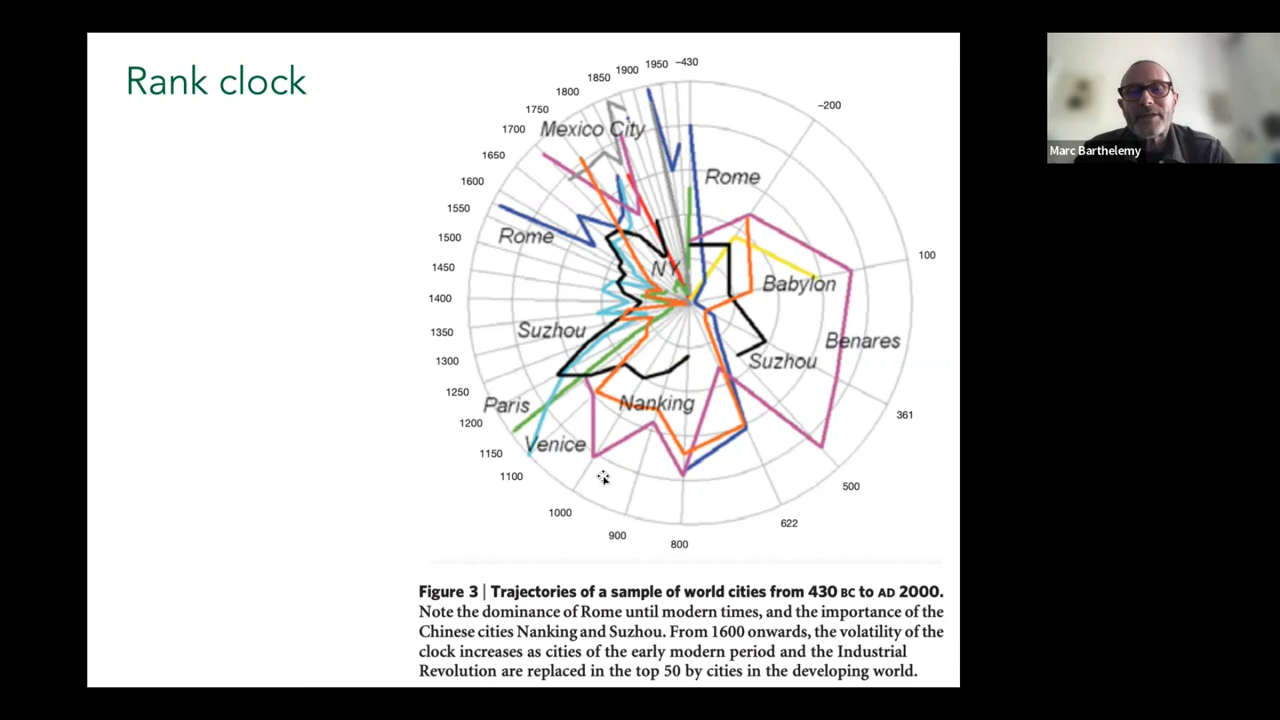 Rank clock
1950
-430
1900
1850
1800
1750
1700
1650
1600
1550
1500
1450
1400
1350
1300
1250
1200
1150
1100
1000
900
800
622
500
361
100
-200
Mexico City
Rome
Rome
NY
Babylon
Suzhou
Benares
Suzhou
Paris
Nanking
Venice
Figure 3 | Trajectories of a sample of world cities from 430 BC to AD 2000.
Note the dominance of Rome until modern times, and the importance of the
Chinese cities Nanking and Suzhou. From 1600 onwards, the volatility of the
clock increases as cities of the early modern period and the Industrial
Revolution are replaced in the top 50 by cities in the developing world.
Marc Barthelemy